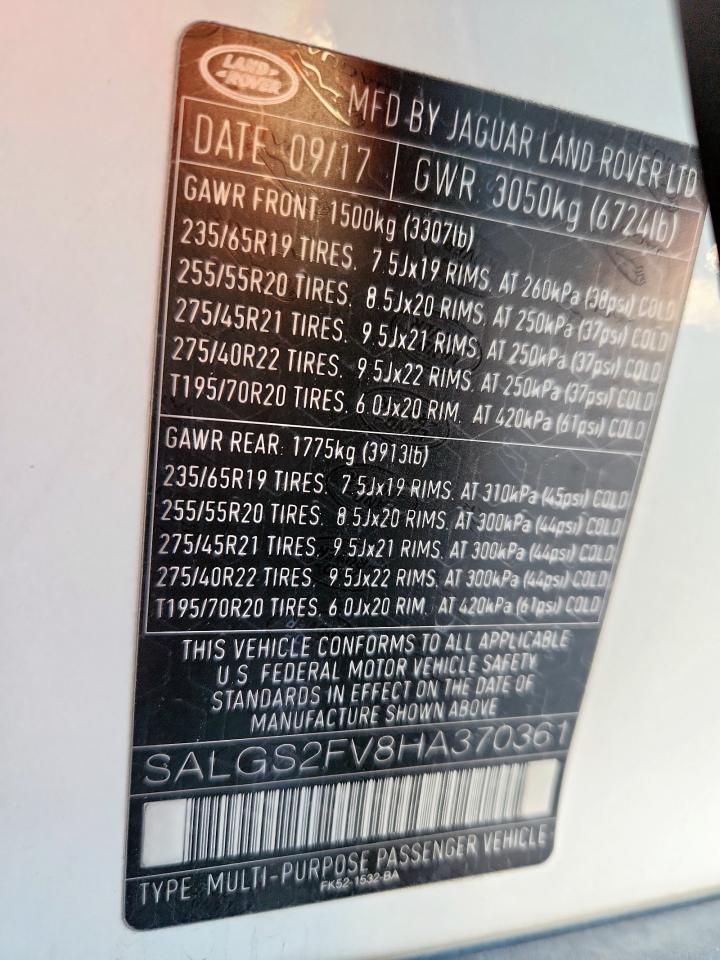 LAND ROVER
MFD BY JAGUAR LAND ROVER LTD
DATE 09/17 GWR 3050kg (6724lb)
GAWR FRONT 1500kg (3307lb)
235/65R19 TIRES. 7.5Jx19 RIMS. AT 260kPa (38psi) COLD
255/55R20 TIRES. 8.5Jx20 RIMS. AT 250kPa (37psi) COLD
275/45R21 TIRES. 9.5Jx21 RIMS. AT 250kPa (37psi) COLD
275/40R22 TIRES. 9.5Jx22 RIMS. AT 250kPa (37psi) COLD
T195/70R20 TIRES. 6.0Jx20 RIM. AT 420kPa (61psi) COLD
GAWR REAR: 1775kg (3913lb)
235/65R19 TIRES. 7.5Jx19 RIMS. AT 310kPa (45psi) COLD
255/55R20 TIRES. 8.5Jx20 RIMS. AT 300kPa (44psi) COLD
275/45R21 TIRES. 9.5Jx21 RIMS. AT 300kPa (44psi) COLD
275/40R22 TIRES. 9.5Jx22 RIMS. AT 300kPa (44psi) COLD
T195/70R20 TIRES. 6.0Jx20 RIM. AT 420kPa (61psi) COLD
THIS VEHICLE CONFORMS TO ALL APPLICABLE
U.S. FEDERAL MOTOR VEHICLE SAFETY
STANDARDS IN EFFECT ON THE DATE OF
MANUFACTURE SHOWN ABOVE
SALGS2FV8HA370361
TYPE. MULTI-PURPOSE PASSENGER VEHICLE
FK52-1532-BA